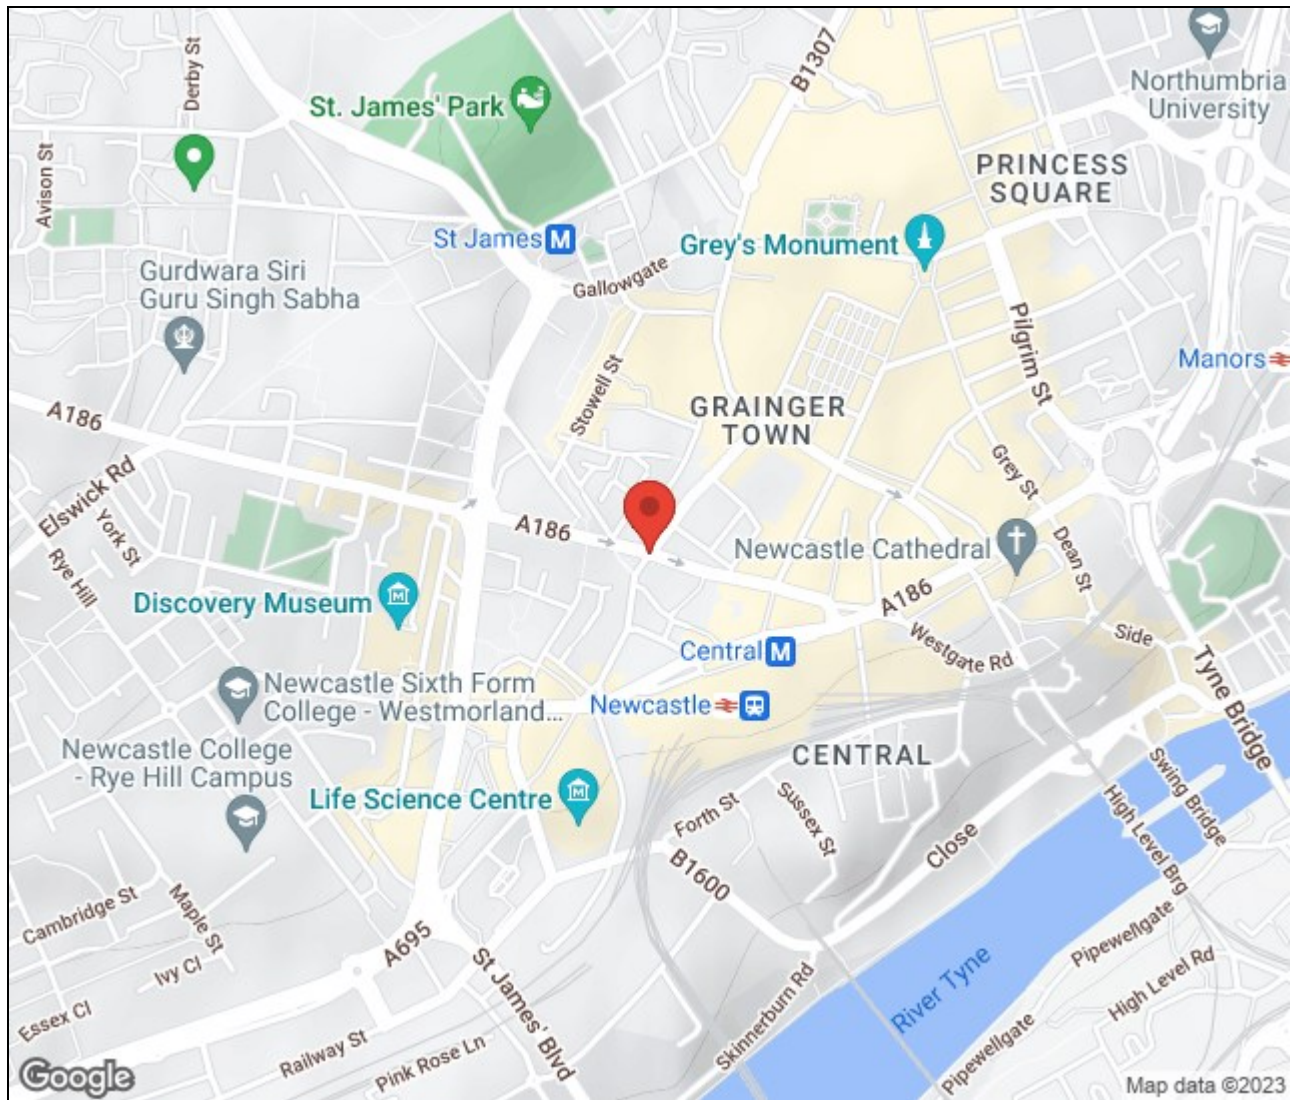 Derby St
B1307
Northumbria
University
St. James' Park
PRINCESS
SQUARE
Avison St
St James M
Grey's Monument
Gurdwara Siri
Guru Singh Sabha
Gallowgate
Pilgrim St
Manors
Stowell St
A186
GRAINGER
TOWN
Elswick Rd
Grey St
York St
A186
Newcastle Cathedral
Dean St
Rye Hill
Discovery Museum
A186
Westgate Rd
Side
Central M
Tyne Bridge
Newcastle Sixth Form
College - Westmorland...
Newcastle
Newcastle College
- Rye Hill Campus
CENTRAL
Swing Bridge
Life Science Centre
Forth St
Sussex St
High Level Brg
Close
B1600
Cambridge St
Maple St
A695
Pipewellgate
Ivy Cl
St James' Blvd
High Level Rd
River Tyne
Essex Cl
Skinnerburn Rd
Railway St
Pink Rose Ln
Pipewellgate
Google
Map data ©2023